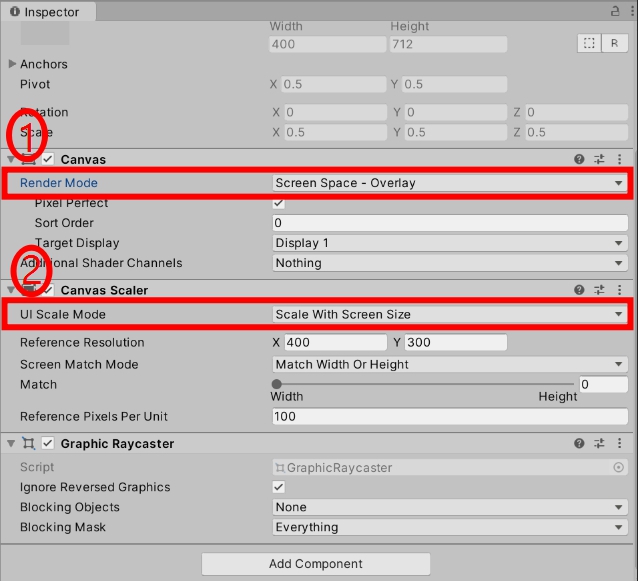 Inspector
Width Height
400 712
R
Anchors
Pivot X 0.5 Y 0.5
Rotation X 0 Y 0 Z 0
Scale X 0.5 Y 0.5 Z 0.5
1
Canvas
Render Mode Screen Space - Overlay
Pixel Perfect
Sort Order 0
Target Display Display 1
Additional Shader Channels Nothing
2
Canvas Scaler
UI Scale Mode Scale With Screen Size
Reference Resolution X 400 Y 300
Screen Match Mode Match Width Or Height
Match 0
Width Height
Reference Pixels Per Unit 100
Graphic Raycaster
Script GraphicRaycaster
Ignore Reversed Graphics
Blocking Objects None
Blocking Mask Everything
Add Component